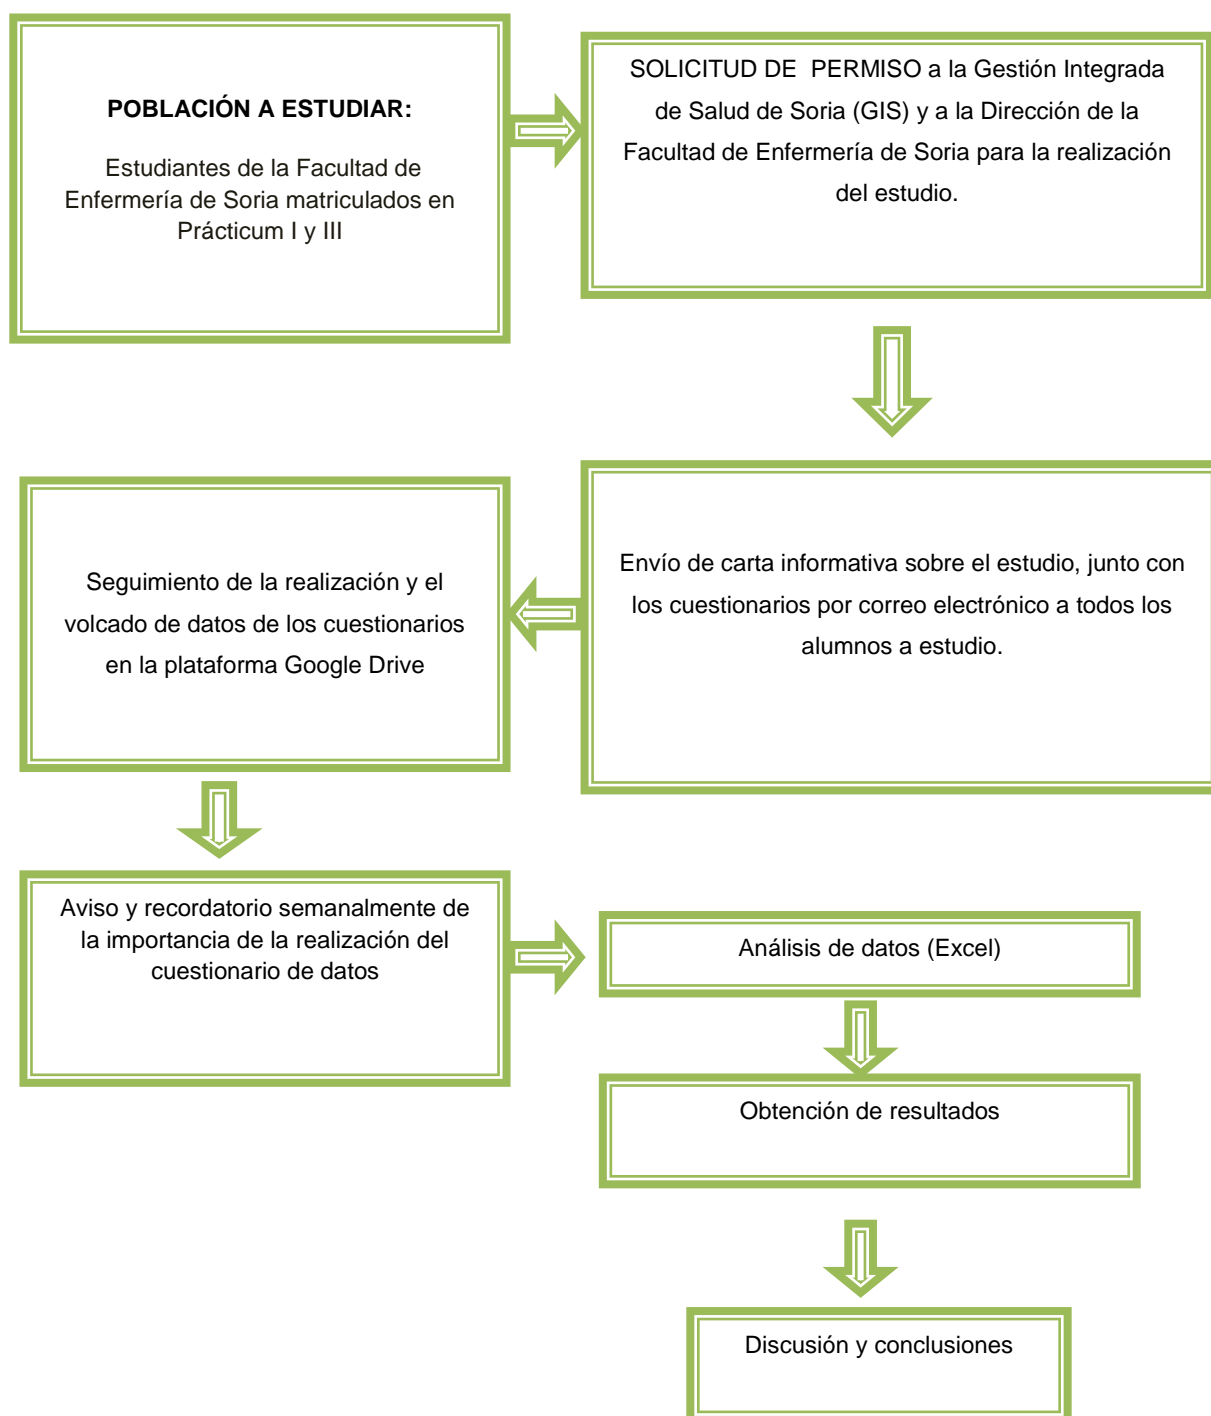 POBLACIÓN A ESTUDIAR:
Estudiantes de la Facultad de
Enfermería de Soria matriculados en
Prácticum I y III
SOLICITUD DE  PERMISO a la Gestión Integrada
de Salud de Soria (GIS) y a la Dirección de la
Facultad de Enfermería de Soria para la realización
del estudio.
Envío de carta informativa sobre el estudio, junto con
los cuestionarios por correo electrónico a todos los
alumnos a estudio.
Seguimiento de la realización y el
volcado de datos de los cuestionarios
en la plataforma Google Drive
Aviso y recordatorio semanalmente de
la importancia de la realización del
cuestionario de datos
Análisis de datos (Excel)
Obtención de resultados
Discusión y conclusiones